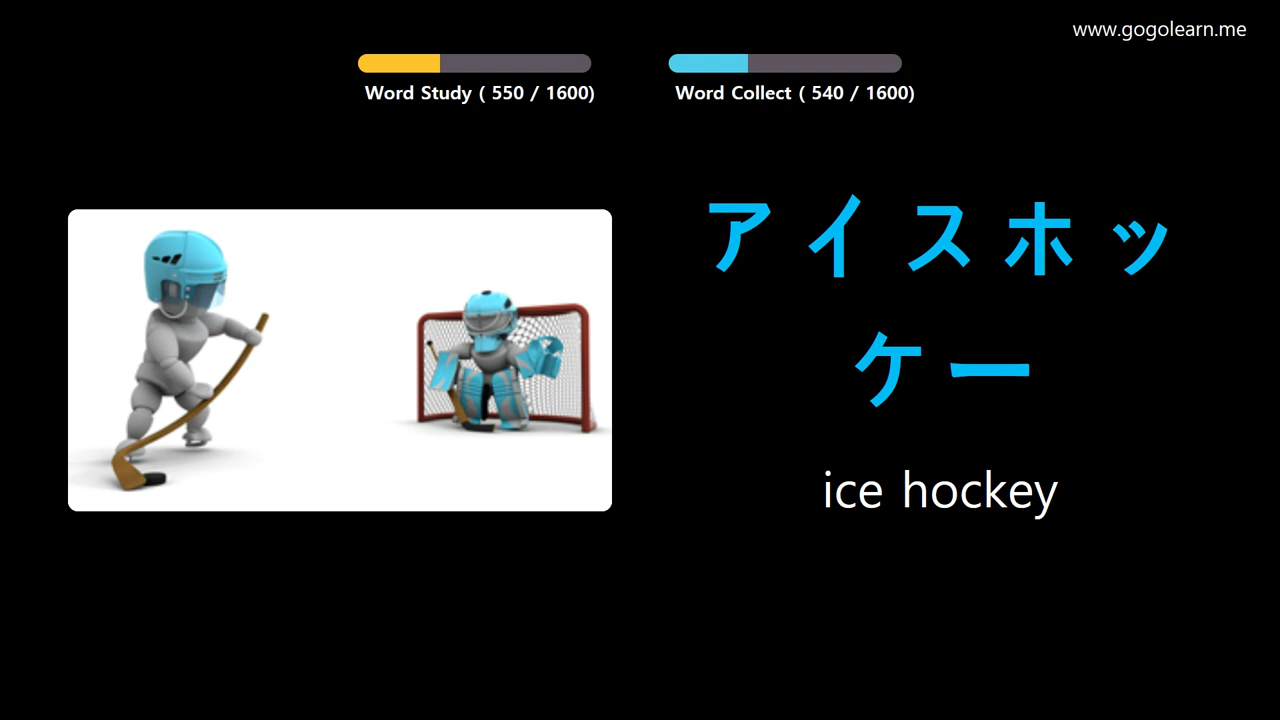 www.gogolearn.me
Word Study ( 550 / 1600)
Word Collect ( 540 / 1600)
アイスホッ
ケー
ice hockey